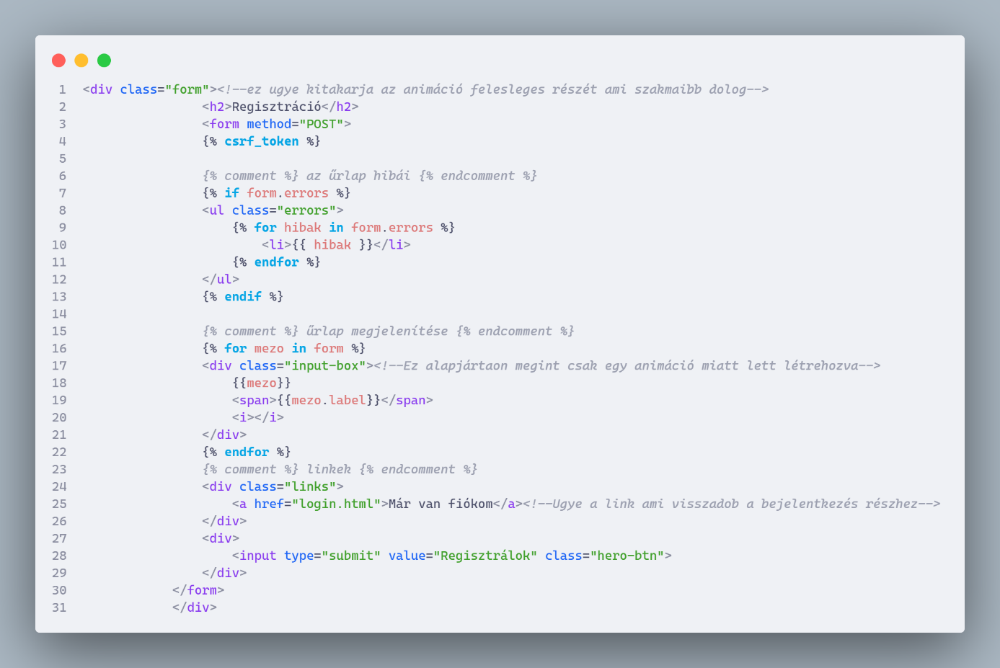 1 <div class="form"><!--ez ugye kitakarja az animáció felesleges részét ami szakmaibb dolog-->
2 <h2>Regisztráció</h2>
3 <form method="POST">
4 {% csrf_token %}
5
6 {% comment %} az űrlap hibái {% endcomment %}
7 {% if form.errors %}
8 <ul class="errors">
9 {% for hibak in form.errors %}
10 <li>{{ hibak }}</li>
11 {% endfor %}
12 </ul>
13 {% endif %}
14
15 {% comment %} űrlap megjelenítése {% endcomment %}
16 {% for mezo in form %}
17 <div class="input-box"><!--Ez alapjártaon megint csak egy animáció miatt lett létrehozva-->
18 {{mezo}}
19 <span>{{mezo.label}}</span>
20 <i></i>
21 </div>
22 {% endfor %}
23 {% comment %} linkek {% endcomment %}
24 <div class="links">
25 <a href="login.html">Már van fiókom</a><!--Ugye a link ami visszadob a bejelentkezés részhez-->
26 </div>
27 <div>
28 <input type="submit" value="Regisztrálok" class="hero-btn">
29 </div>
30 </form>
31 </div>